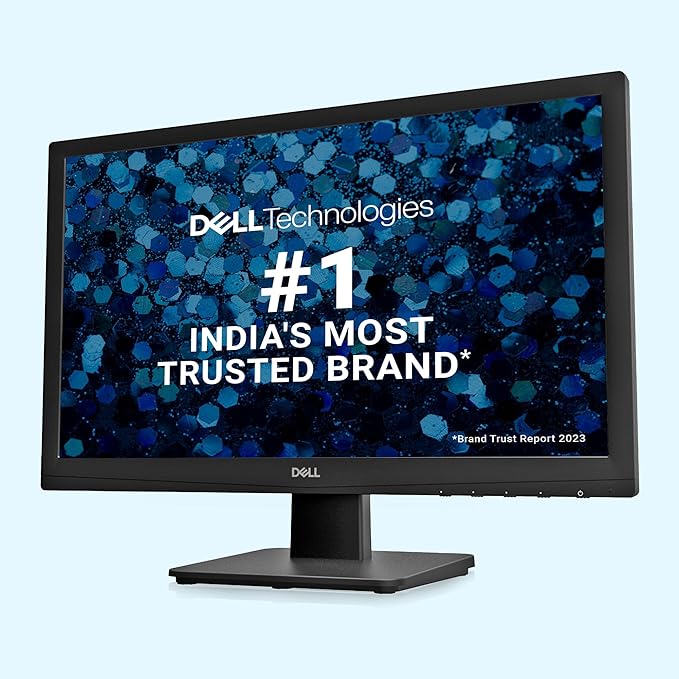 DELL Technologies
#1
INDIA'S MOST
TRUSTED BRAND*
*Brand Trust Report 2023
DELL